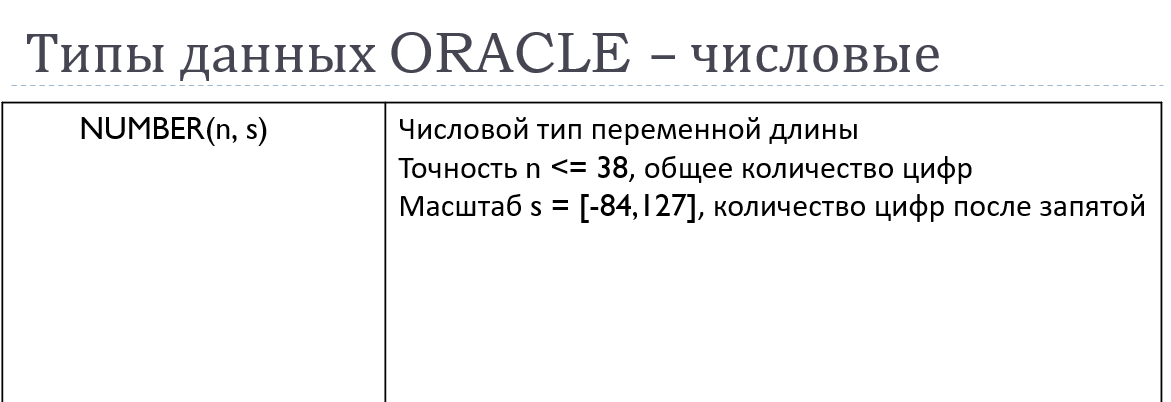 Типы данных ORACLE – числовые
NUMBER(n, s)
Числовой тип переменной длины
Точность n <= 38, общее количество цифр
Масштаб s = [-84,127], количество цифр после запятой